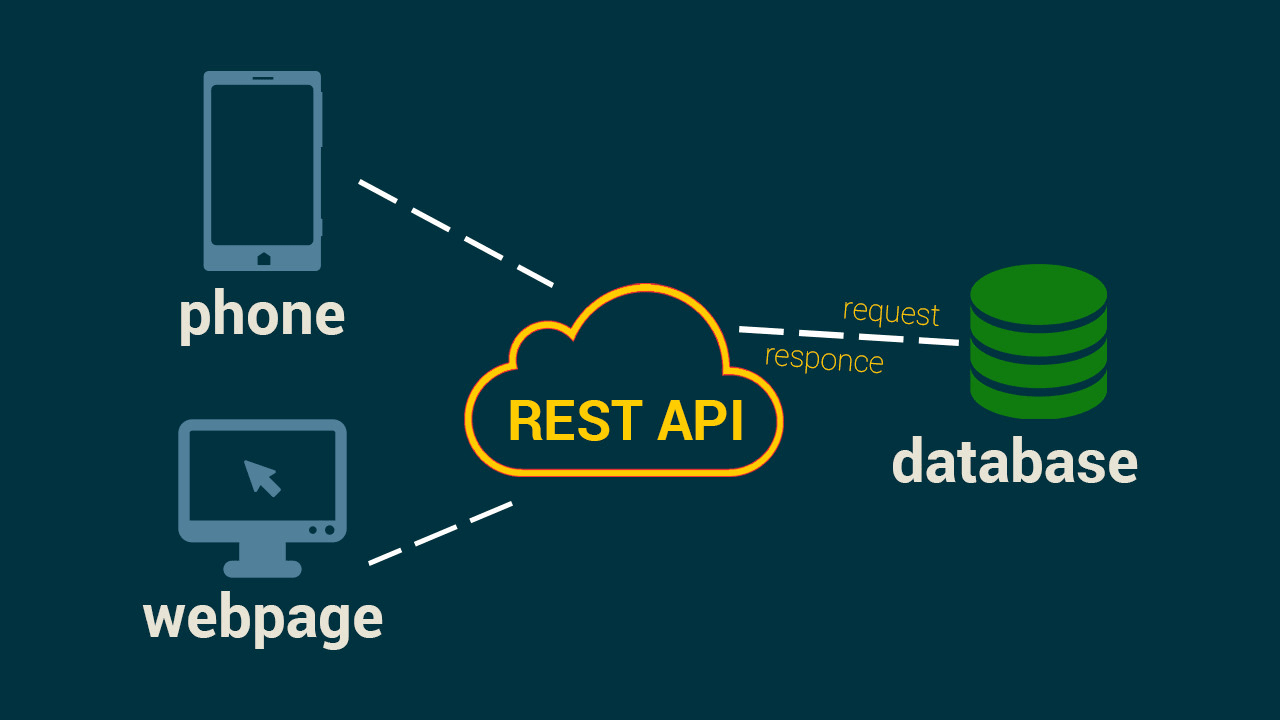 phone
request
responce
REST API
database
webpage